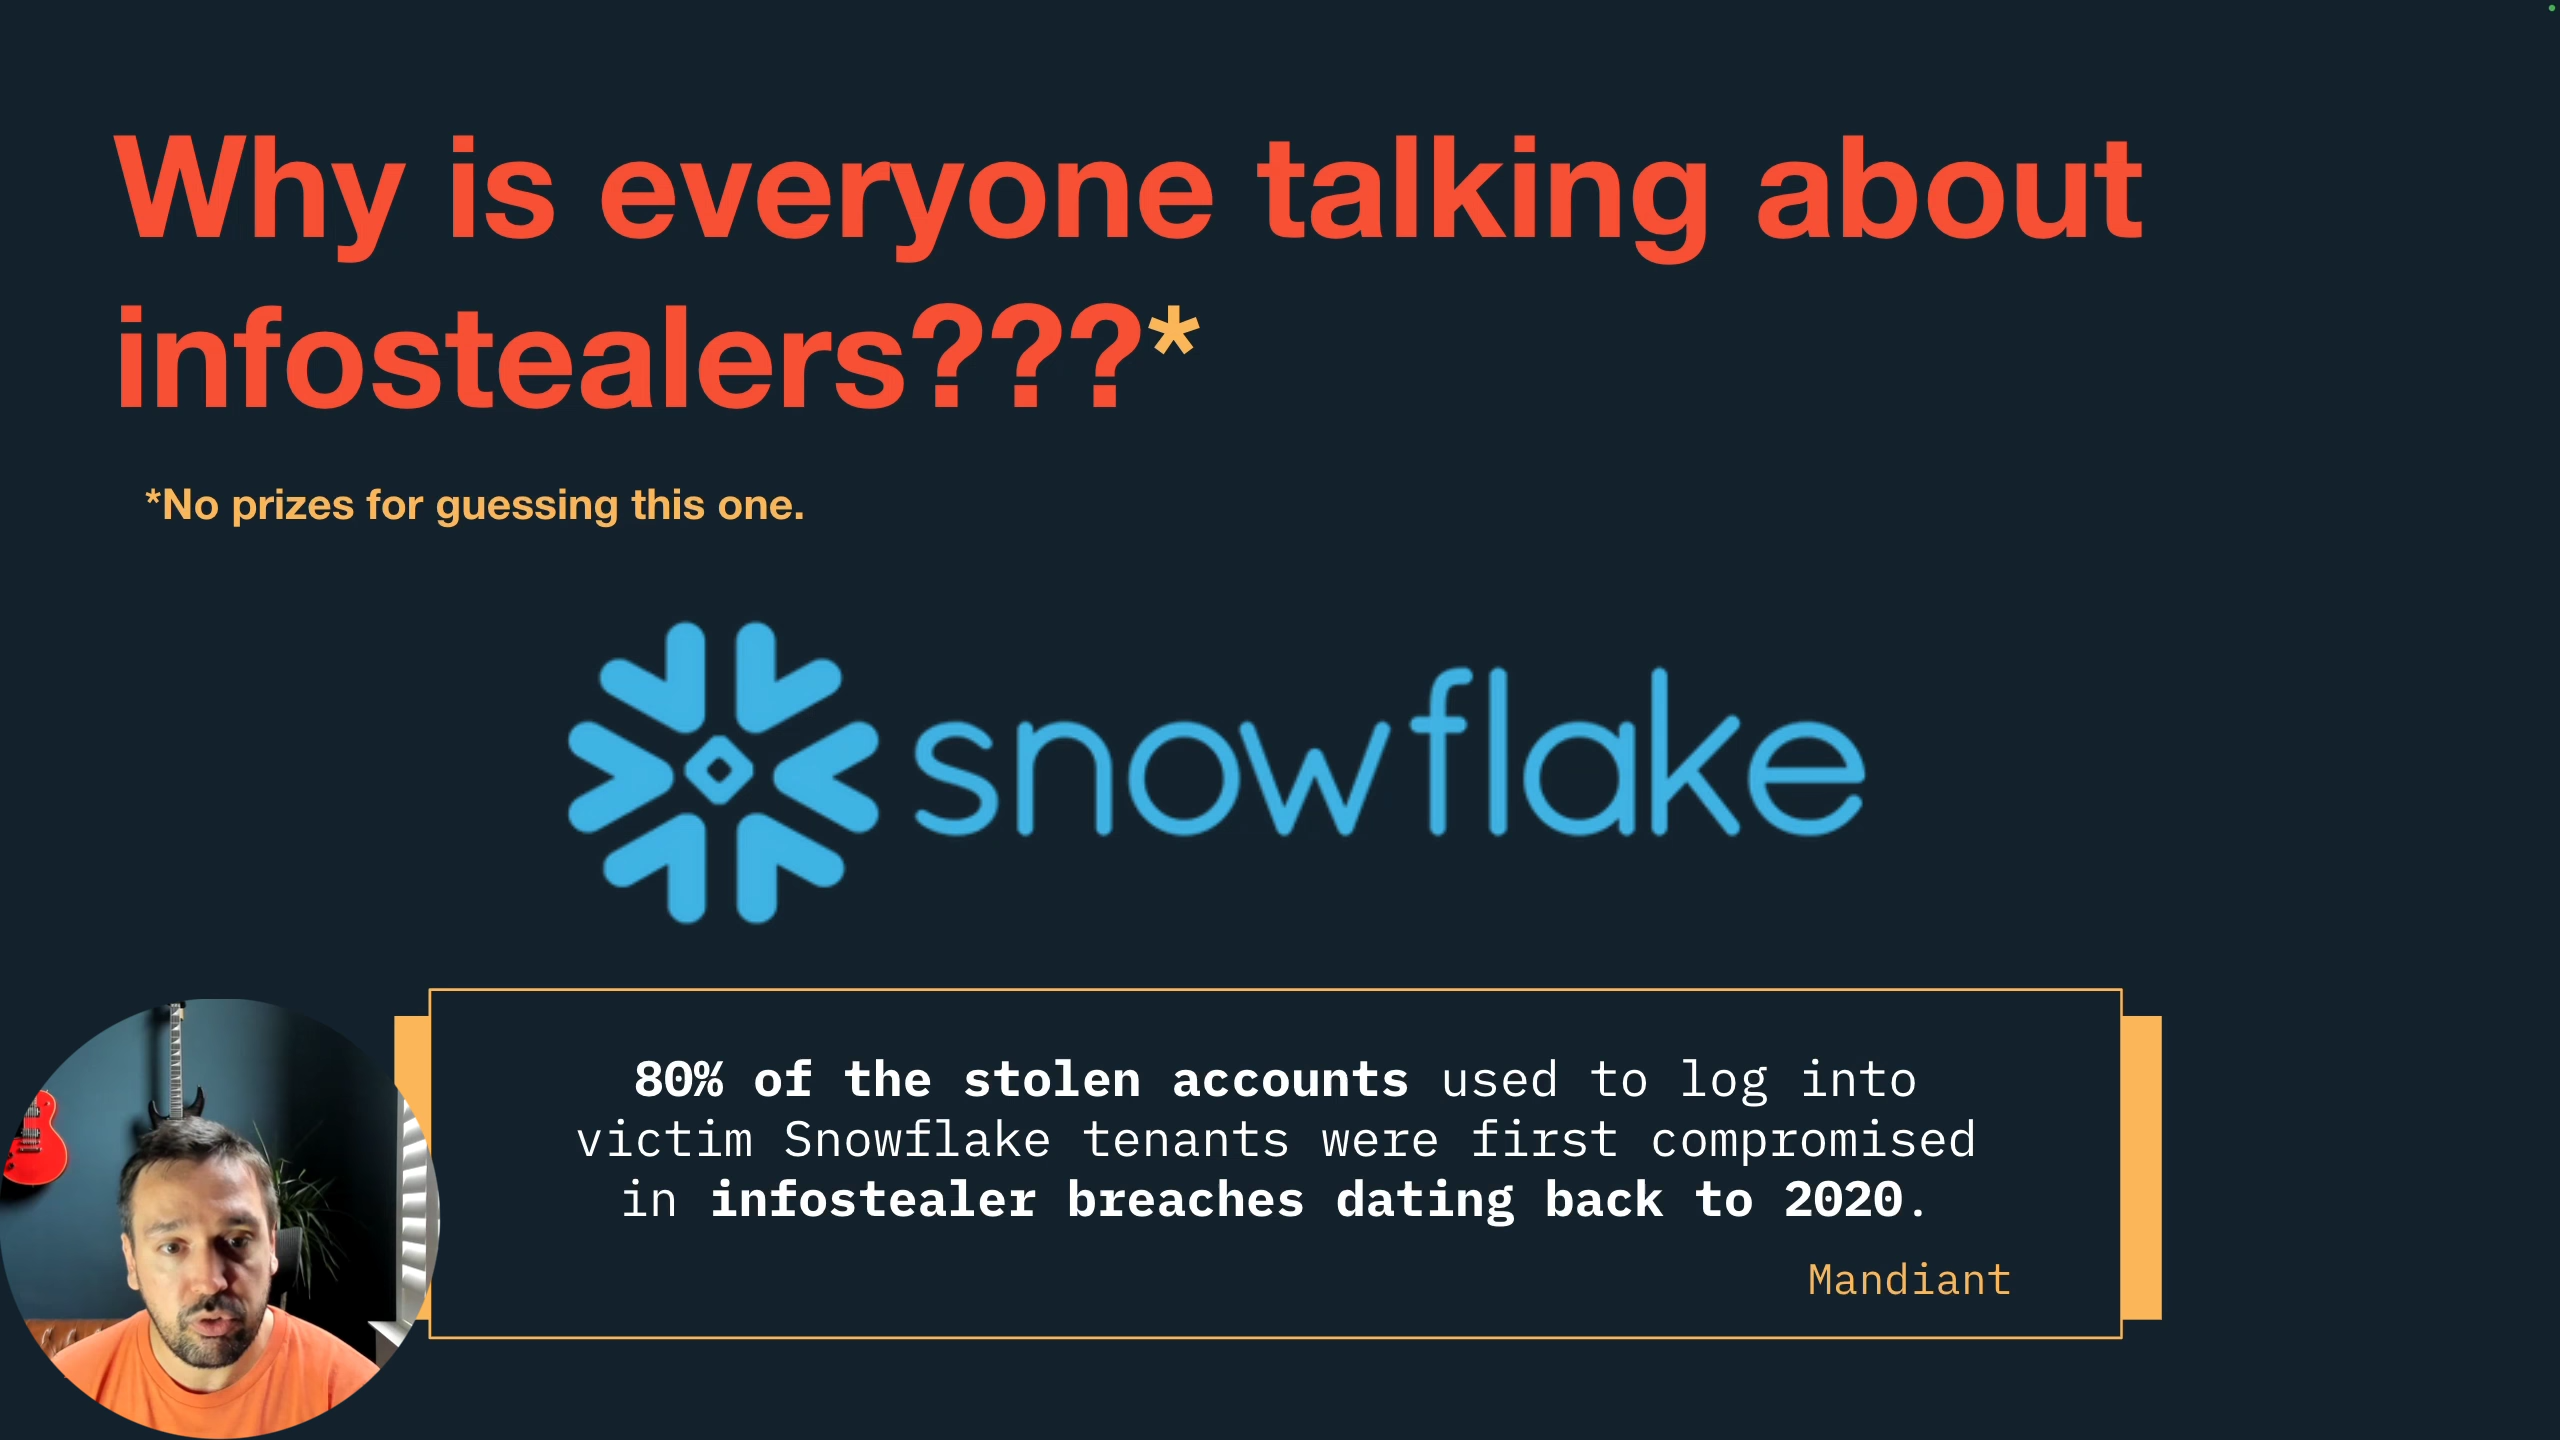 Why is everyone talking about
infostealers???*
*No prizes for guessing this one.
snowflake
80% of the stolen accounts used to log into
victim Snowflake tenants were first compromised
in infostealer breaches dating back to 2020.
Mandiant